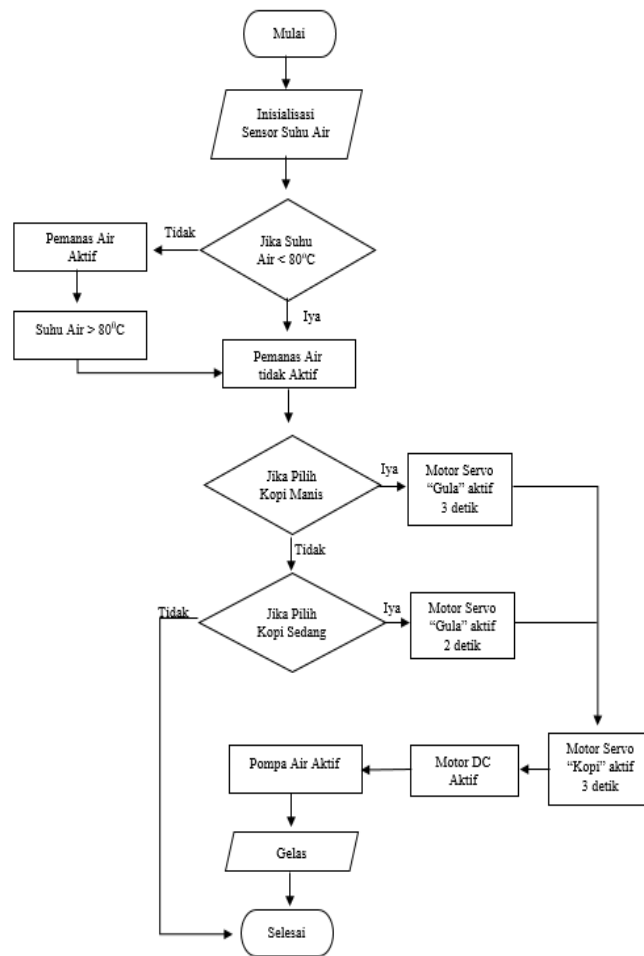 Mulai
Inisialisasi
Sensor Suhu Air
Jika Suhu
Air < 80°C
Tidak
Pemanas Air
Aktif
Suhu Air > 80⁰C
Iya
Pemanas Air
tidak Aktif
Jika Pilih
Kopi Manis
Iya
Motor Servo
“Gula” aktif
3 detik
Tidak
Jika Pilih
Kopi Sedang
Tidak
Iya
Motor Servo
“Gula” aktif
2 detik
Motor Servo
“Kopi” aktif
3 detik
Motor DC
Aktif
Pompa Air Aktif
Gelas
Selesai